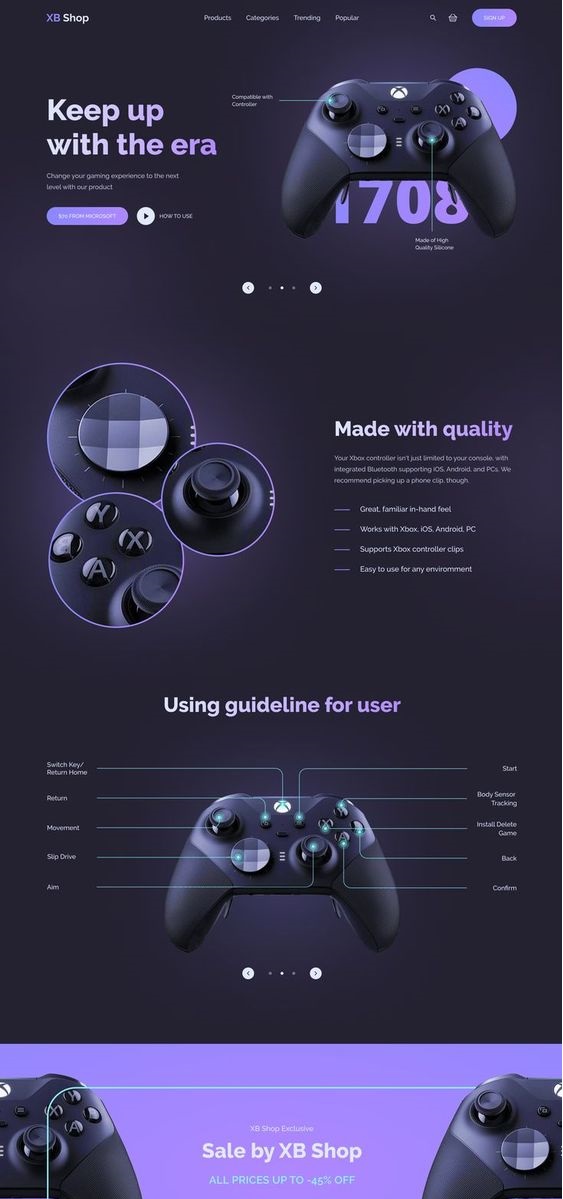 XB Shop
Products
Categories
Trending
Popular
SIGN UP
Keep up
with the era
Change your gaming experience to the next
level with our product
$70 FROM MICROSOFT
HOW TO USE
Compatible with
Controller
1708
Made of High
Quality Silicone
Made with quality
Your Xbox controller isn't just limited to your console, with
integrated Bluetooth supporting iOS, Android, and PCs. We
recommend picking up a phone clip, though.
Great, familiar in-hand feel
Works with Xbox, iOS, Android, PC
Supports Xbox controller clips
Easy to use for any enviromment
Y
X
A
Using guideline for user
Switch Key/
Return Home
Return
Movement
Slip Drive
Aim
Start
Body Sensor
Tracking
Install Delete
Game
Back
Confirm
XB Shop Exclusive
Sale by XB Shop
ALL PRICES UP TO -45% OFF